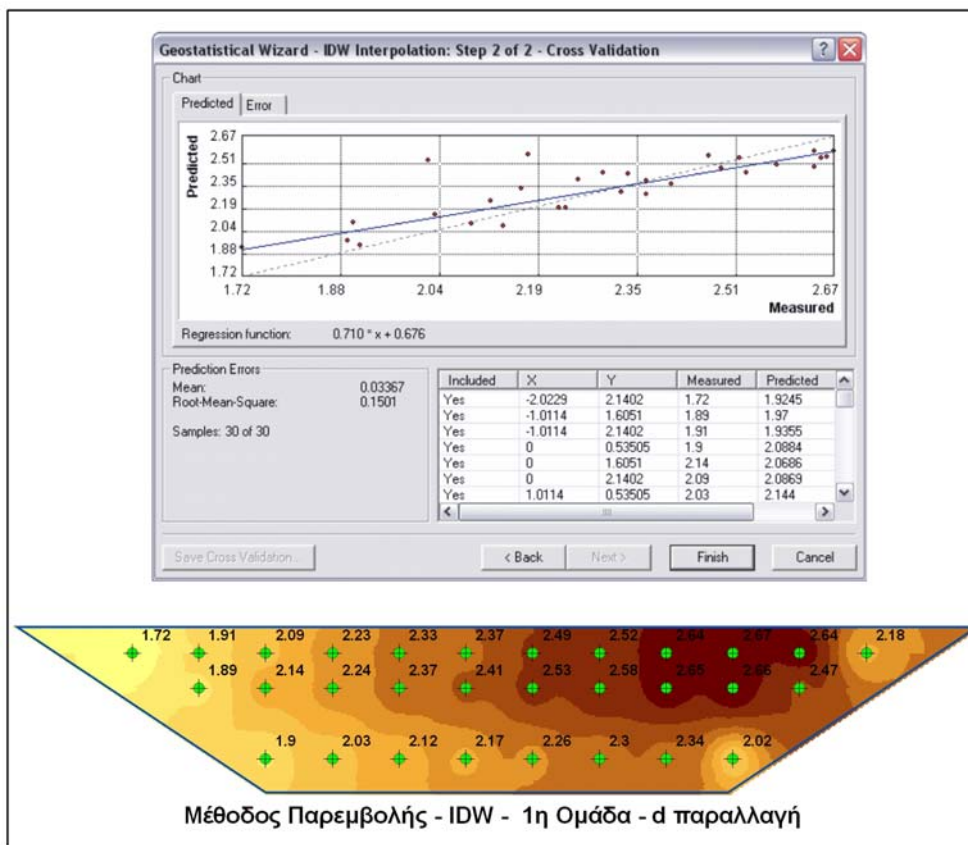 Geostatistical Wizard - IDW Interpolation: Step 2 of 2 - Cross Validation
Chart
Predicted Error
Predicted
2.67
2.51
2.35
2.19
2.04
1.88
1.72
1.72 1.88 2.04 2.19 2.35 2.51 2.67
Measured
Regression function: 0.710 * x + 0.676
Prediction Errors
Mean: 0.03367
Root-Mean-Square: 0.1501
Samples: 30 of 30
Included X Y Measured Predicted
Yes -2.0229 2.1402 1.72 1.9245
Yes -1.0114 1.6051 1.89 1.97
Yes -1.0114 2.1402 1.91 1.9355
Yes 0 0.53505 1.9 2.0884
Yes 0 1.6051 2.14 2.0686
Yes 0 2.1402 2.09 2.0869
Yes 1.0114 0.53505 2.03 2.144
Save Cross Validation... < Back Next > Finish Cancel
1.72 1.91 2.09 2.23 2.33 2.37 2.49 2.52 2.64 2.67 2.64 2.18
1.89 2.14 2.24 2.37 2.41 2.53 2.58 2.65 2.66 2.47
1.9 2.03 2.12 2.17 2.26 2.3 2.34 2.02
Μέθοδος Παρεμβολής - IDW - 1η Ομάδα - d παραλλαγή